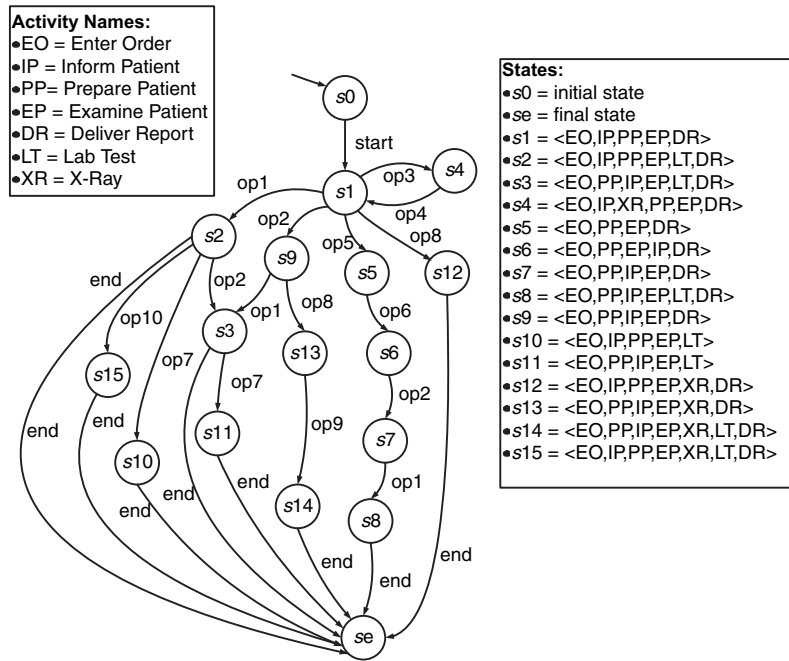 Activity Names:
•EO = Enter Order
•IP = Inform Patient
•PP= Prepare Patient
•EP = Examine Patient
•DR = Deliver Report
•LT = Lab Test
•XR = X-Ray
s0
start
s1
op3
s4
op4
op1
s2
op2
s9
op5
s5
op8
s12
end
op2
op1
op8
op6
op10
s3
s13
s6
s15
op7
op7
op2
end
s11
op9
s7
s10
op1
end
end
end
s14
s8
end
end
end
end
se
States:
•s0 = initial state
•se = final state
•s1 = <EO,IP,PP,EP,DR>
•s2 = <EO,IP,PP,EP,LT,DR>
•s3 = <EO,PP,IP,EP,LT,DR>
•s4 = <EO,IP,XR,PP,EP,DR>
•s5 = <EO,PP,EP,DR>
•s6 = <EO,PP,EP,IP,DR>
•s7 = <EO,PP,IP,EP,DR>
•s8 = <EO,PP,IP,EP,LT,DR>
•s9 = <EO,PP,IP,EP,DR>
•s10 = <EO,IP,PP,EP,LT>
•s11 = <EO,PP,IP,EP,LT>
•s12 = <EO,IP,PP,EP,XR,DR>
•s13 = <EO,PP,IP,EP,XR,DR>
•s14 = <EO,PP,IP,EP,XR,LT,DR>
•s15 = <EO,IP,PP,EP,XR,LT,DR>